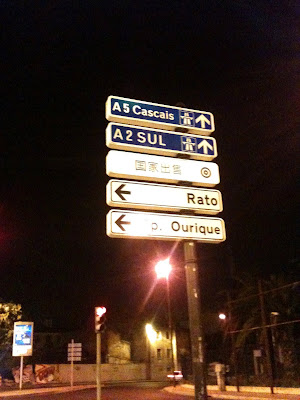 A5 Cascais
A2 SUL
国家出售
Rato
p. Ourique